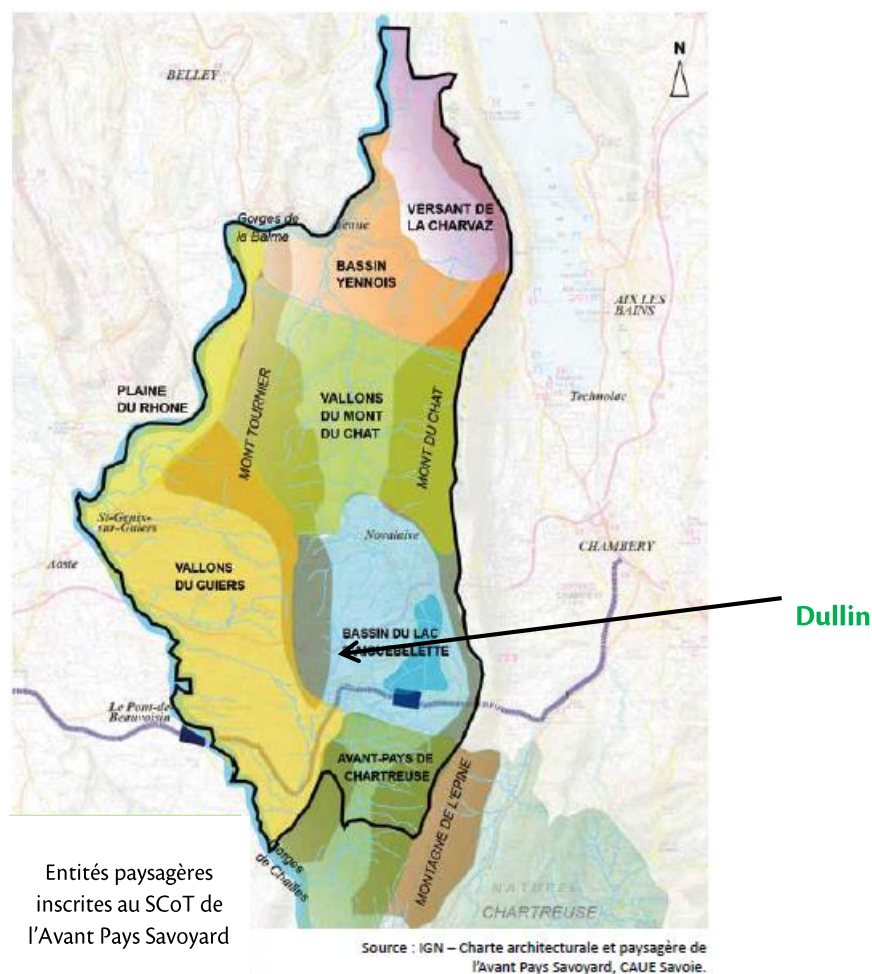 N
BELLEY
VERSANT DE
LA CHARVAZ
Gorges de
la Balme
Yenne
BASSIN
YENNOIS
AIX LES
BAINS
PLAINE
DU RHONE
MONT TOURNIER
VALLONS
DU MONT
DU CHAT
MONT DU CHAT
Technolac
St-Genix-
sur-Guiers
Novalaise
CHAMBERY
Aoste
VALLONS
DU GUIERS
Dullin
BASSIN DU LAC
AIGUEBELETTE
Le Pont-de-
Beauvoisin
AVANT-PAYS DE
CHARTREUSE
MONTAGNE DE L'EPINE
Gorges
de Chailles
NATUREL
CHARTREUSE
Entités paysagères
inscrites au SCoT de
l'Avant Pays Savoyard
Source : IGN – Charte architecturale et paysagère de
l'Avant Pays Savoyard, CAUE Savoie.